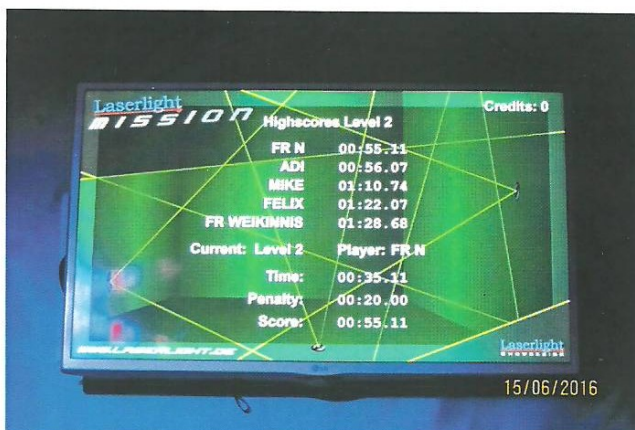 Laserlight
MISSION
Credits: 0
Highscores Level 2
FR N 00:55.11
ADI 00:56.07
MIKE 01:10.74
FELIX 01:22.07
FR WEIKINNIS 01:28.68
Current: Level 2 Player: FR N
Time: 00:35.11
Penalty: 00:20.00
Score: 00:55.11
WWW.LASERLIGHT.DE
Laserlight
SHOWDESIGN
LG
15/06/2016